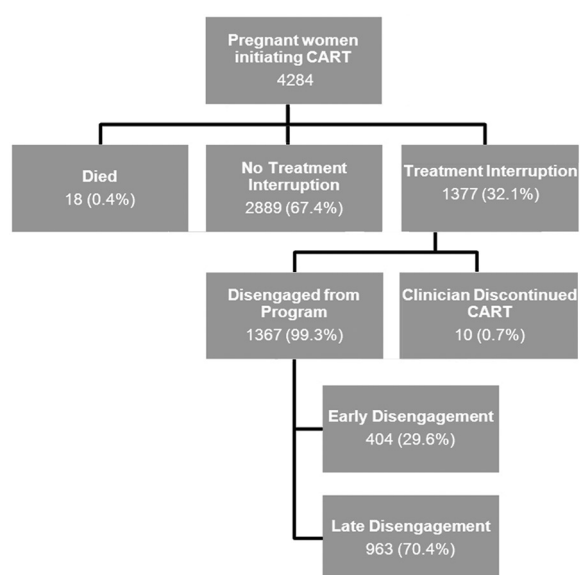 Pregnant women
initiating CART
4284
Died
18 (0.4%)
No Treatment
Interruption
2889 (67.4%)
Treatment Interruption
1377 (32.1%)
Disengaged from
Program
1367 (99.3%)
Clinician Discontinued
CART
10 (0.7%)
Early Disengagement
404 (29.6%)
Late Disengagement
963 (70.4%)